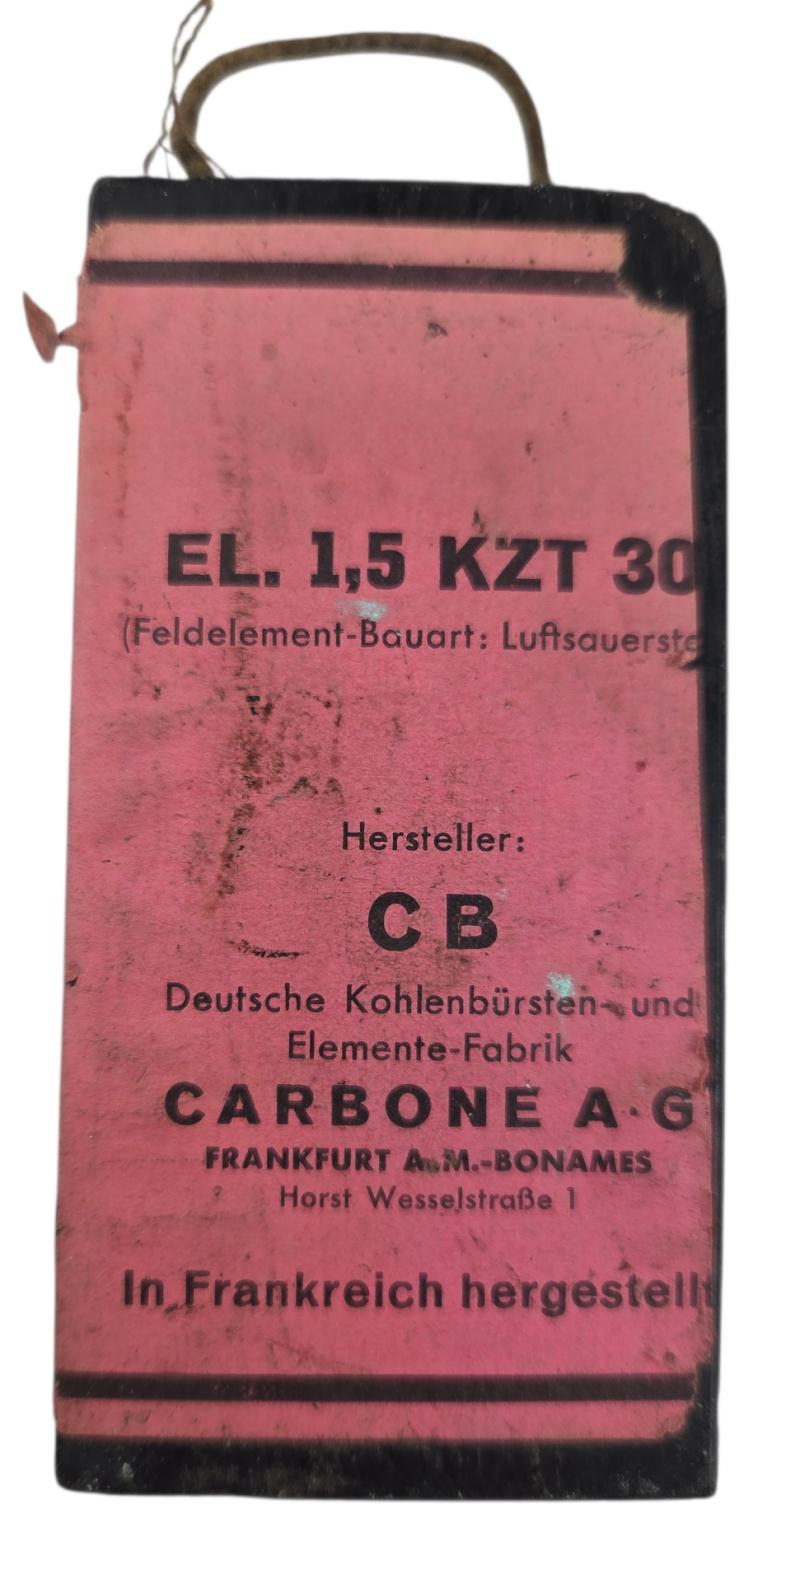 EL. 1,5 KZT 30
(Feldelement-Bauart: Luftsauersto
Hersteller:
CB
Deutsche Kohlenbürsten- und
Elemente-Fabrik
CARBONE A·G
FRANKFURT A.M.-BONAMES
Horst Wesselstraße 1
In Frankreich hergestellt